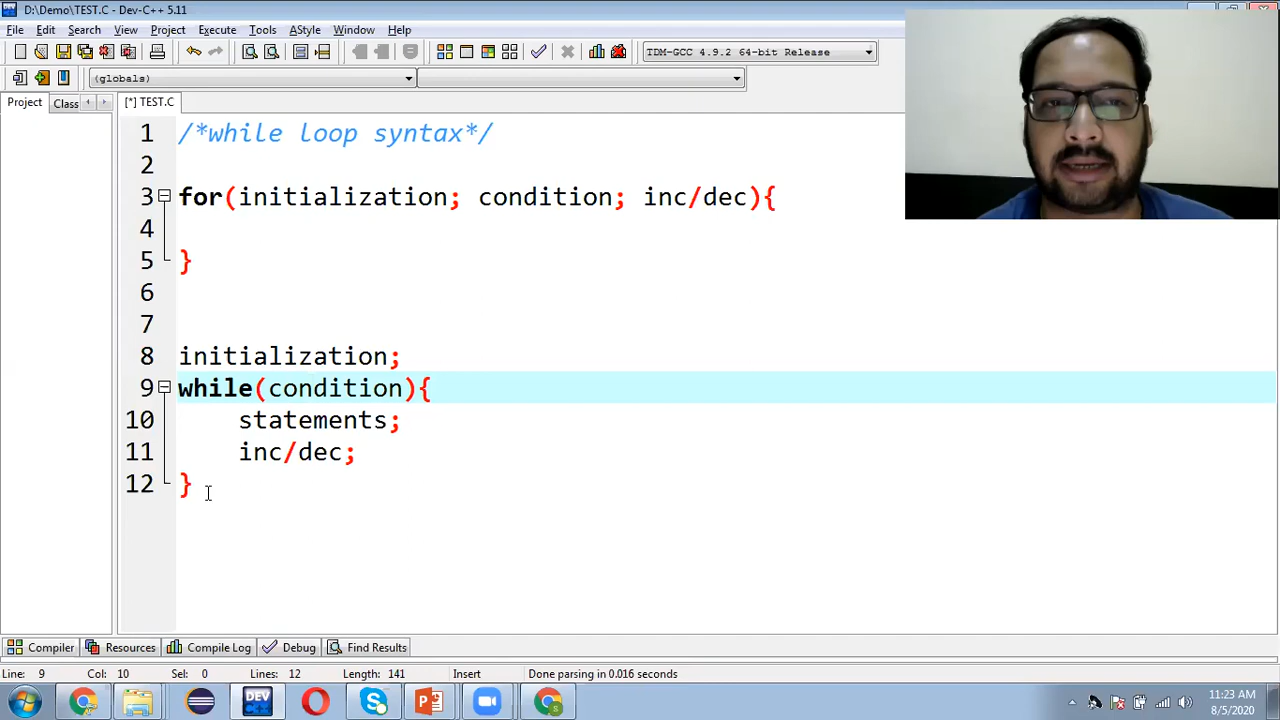 D:\Demo\TEST.C - Dev-C++ 5.11
File Edit Search View Project Execute Tools AStyle Window Help
TDM-GCC 4.9.2 64-bit Release
(globals)
Project Class [*] TEST.C
1 /*while loop syntax*/
2
3 for(initialization; condition; inc/dec){
4
5 }
6
7
8 initialization;
9 while(condition){
10 statements;
11 inc/dec;
12 }
Compiler Resources Compile Log Debug Find Results
Line: 9 Col: 10 Sel: 0 Lines: 12 Length: 141 Insert Done parsing in 0.016 seconds
DEV C++ S P S 11:23 AM
8/5/2020